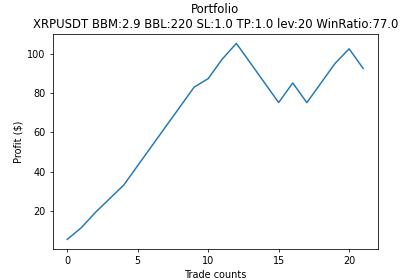 Portfolio
XRPUSDT BBM:2.9 BBL:220 SL:1.0 TP:1.0 lev:20 WinRatio:77.0
100
80
60
40
20
Profit ($)
0 5 10 15 20
Trade counts